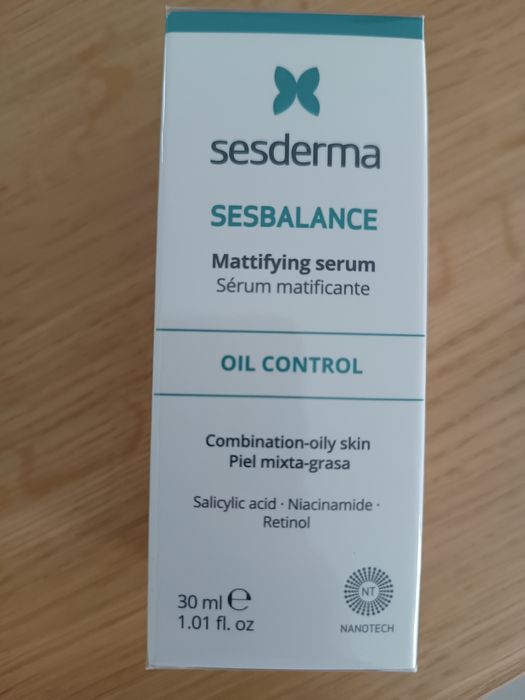 sesderma
SESBALANCE
Mattifying serum
Sérum matificante
OIL CONTROL
Combination-oily skin
Piel mixta-grasa
Salicylic acid · Niacinamide ·
Retinol
30 ml ℮
1.01 fl. oz
NT
NANOTECH